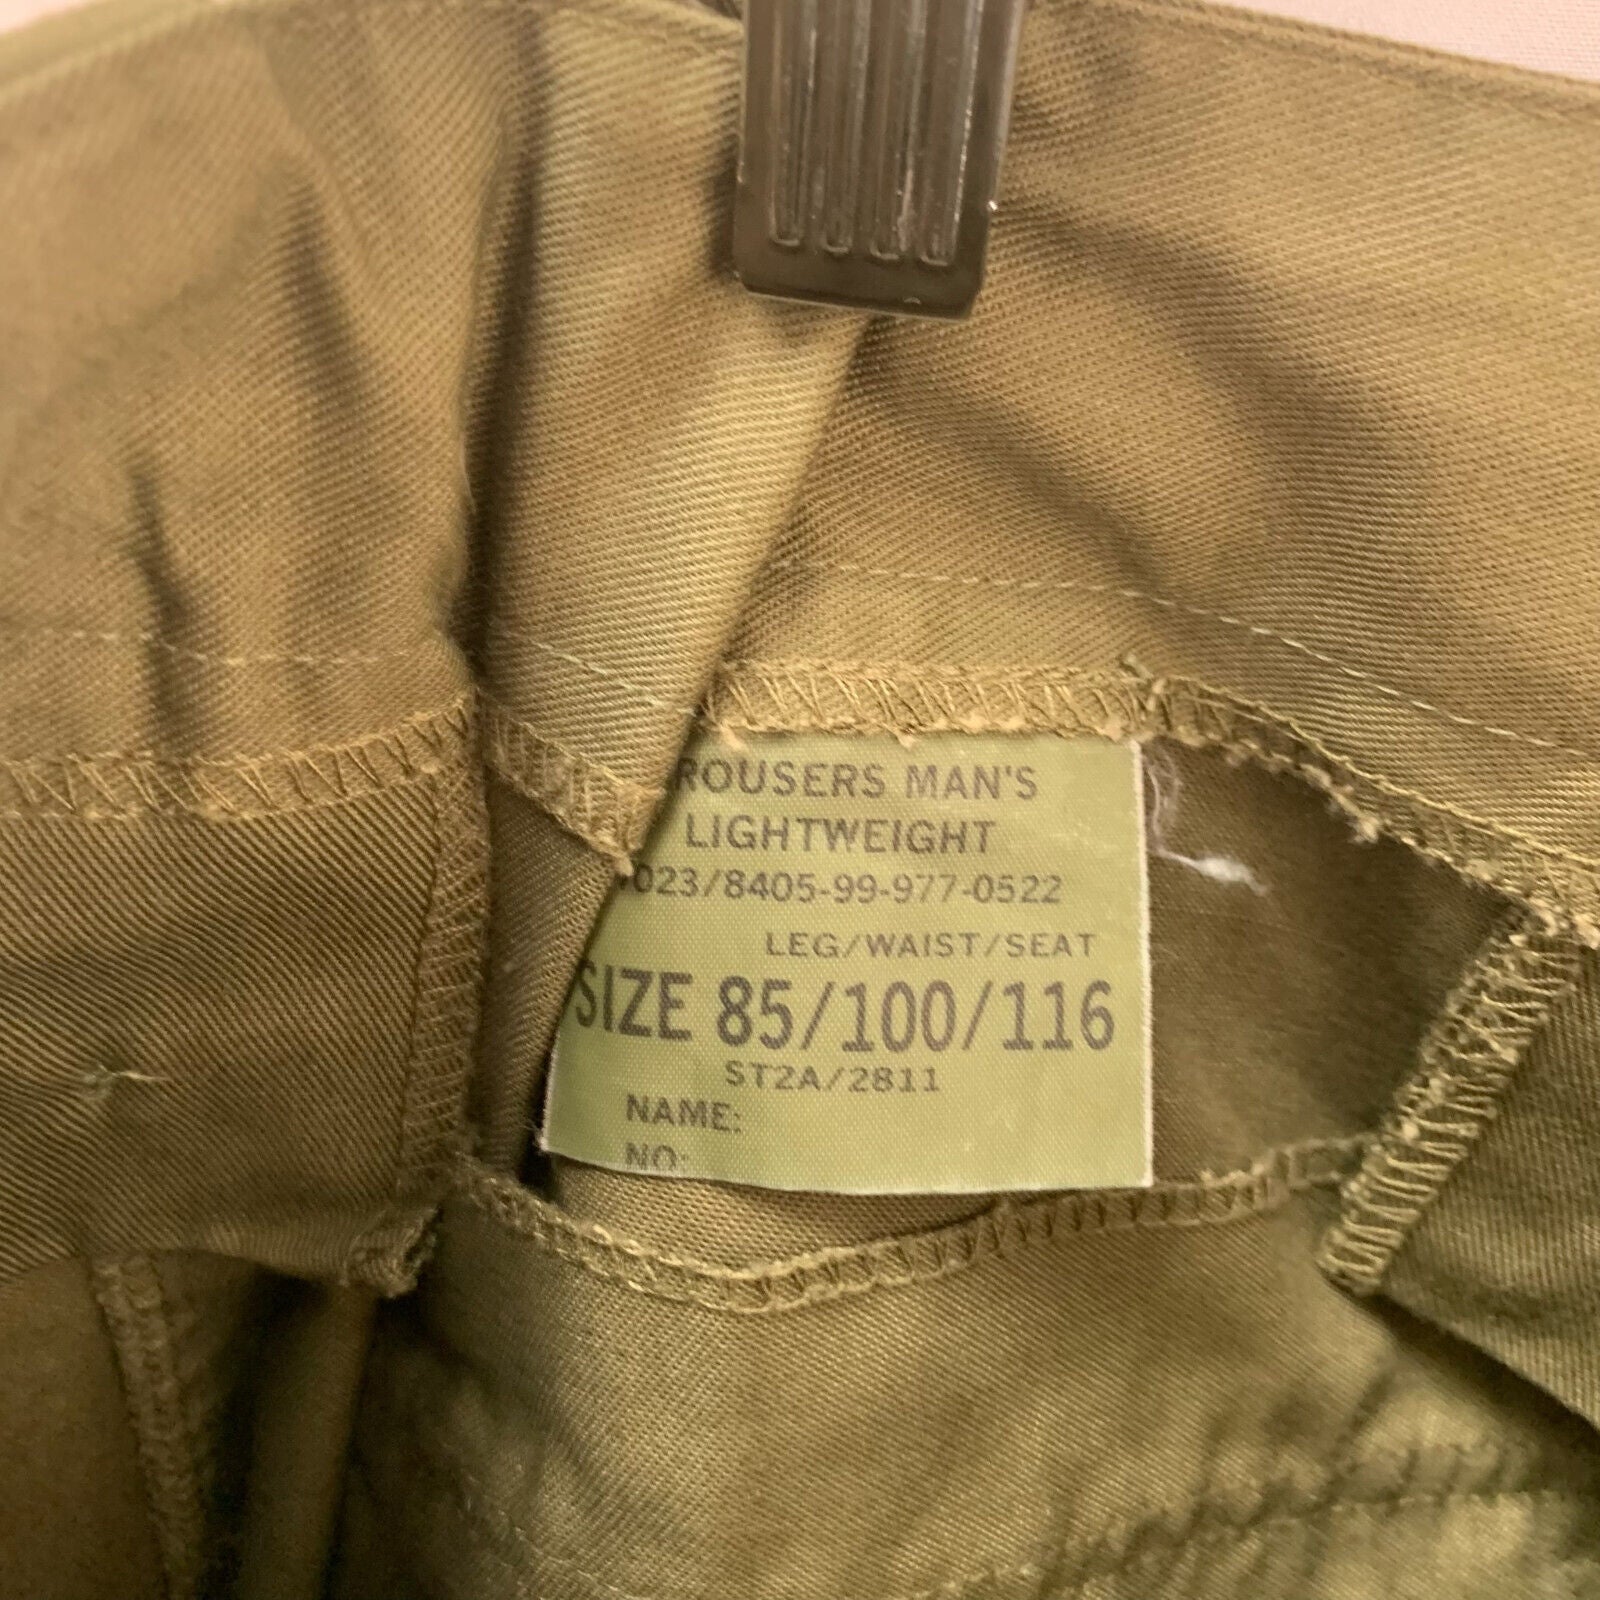 ROUSERS MAN'S
LIGHTWEIGHT
023/8405-99-977-0522
LEG/WAIST/SEAT
SIZE 85/100/116
ST2A/2811
NAME:
NO: